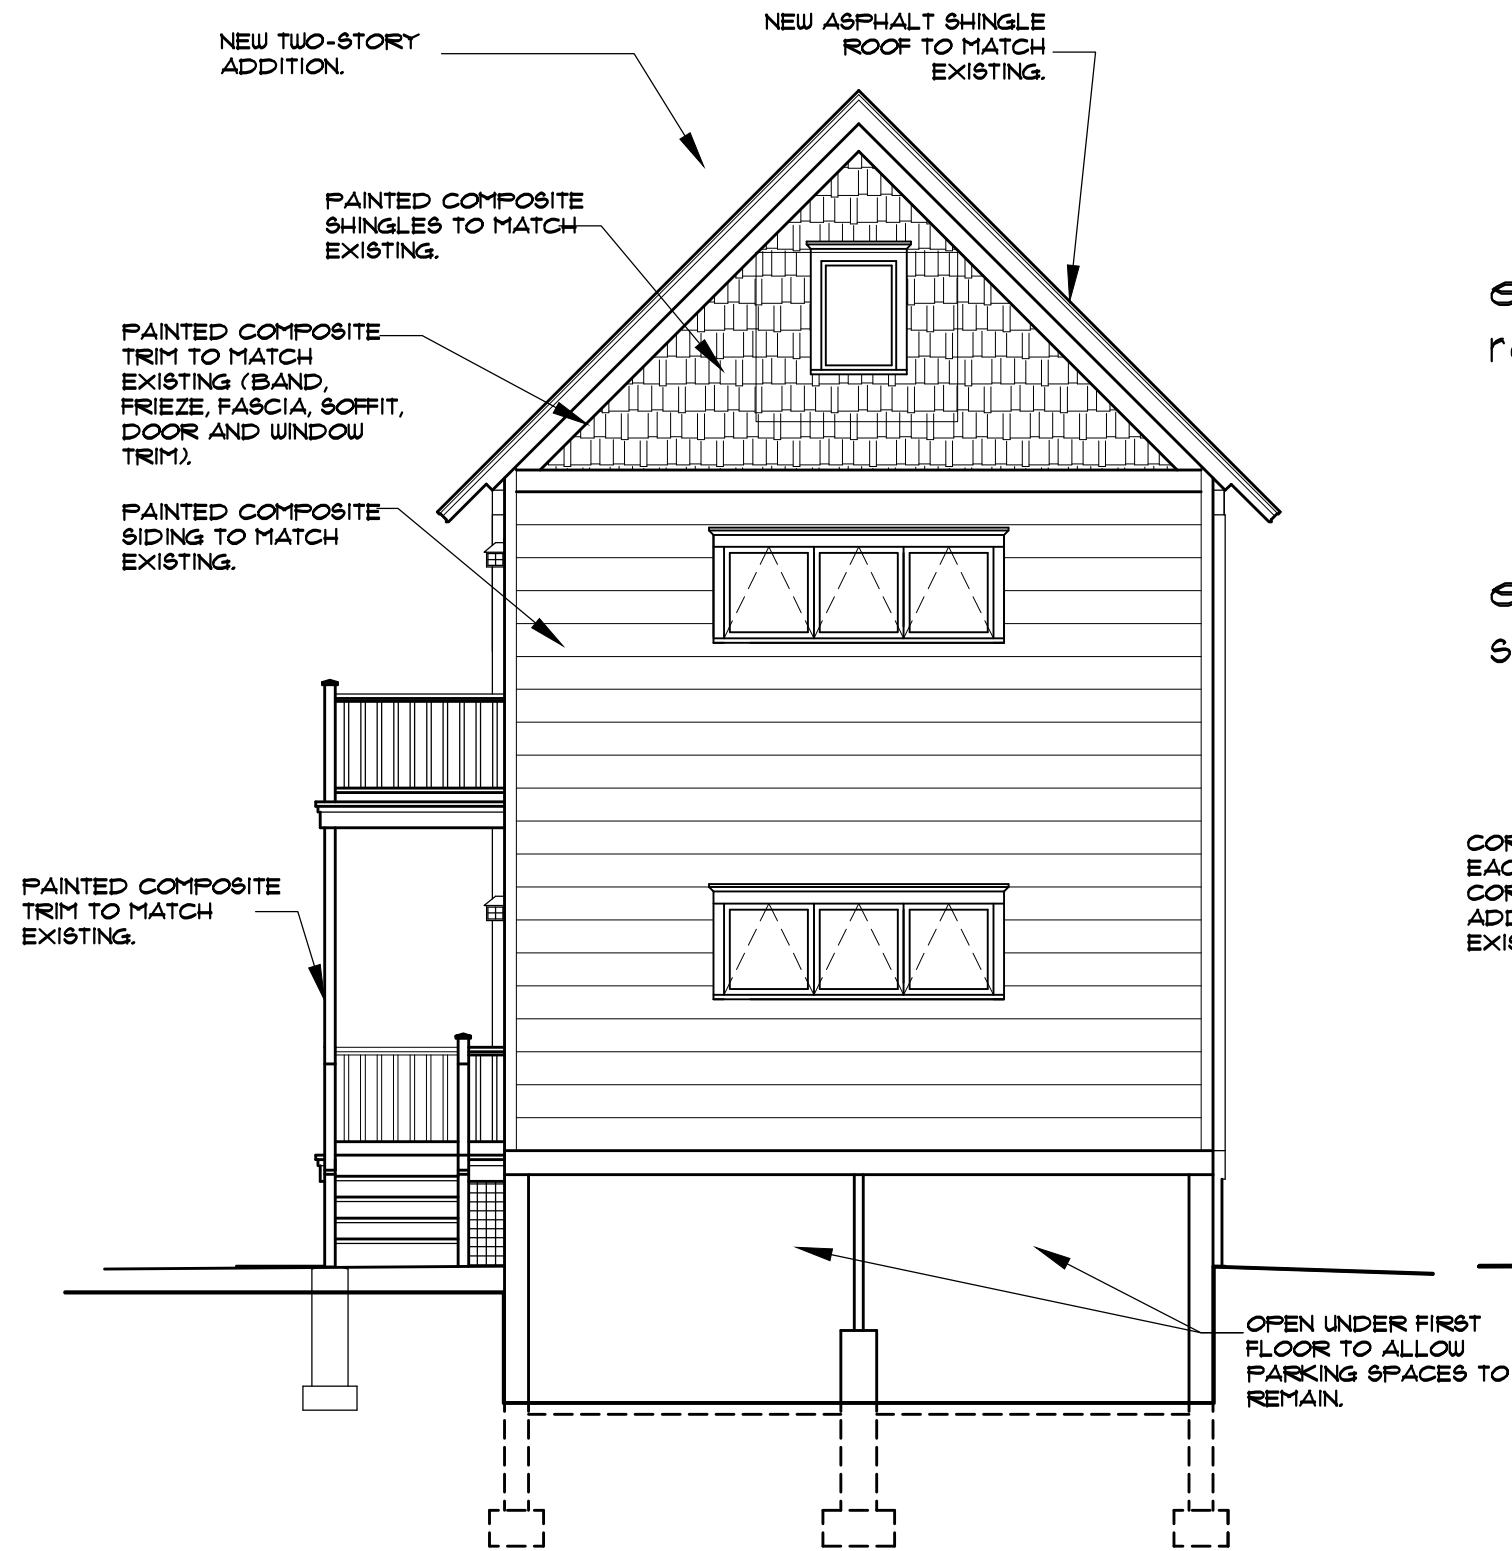 NEW TWO-STORY
ADDITION.
NEW ASPHALT SHINGLE
ROOF TO MATCH
EXISTING.
PAINTED COMPOSITE
SHINGLES TO MATCH
EXISTING.
PAINTED COMPOSITE
TRIM TO MATCH
EXISTING (BAND,
FRIEZE, FASCIA, SOFFIT,
DOOR AND WINDOW
TRIM).
PAINTED COMPOSITE
SIDING TO MATCH
EXISTING.
PAINTED COMPOSITE
TRIM TO MATCH
EXISTING.
OPEN UNDER FIRST
FLOOR TO ALLOW
PARKING SPACES TO
REMAIN.